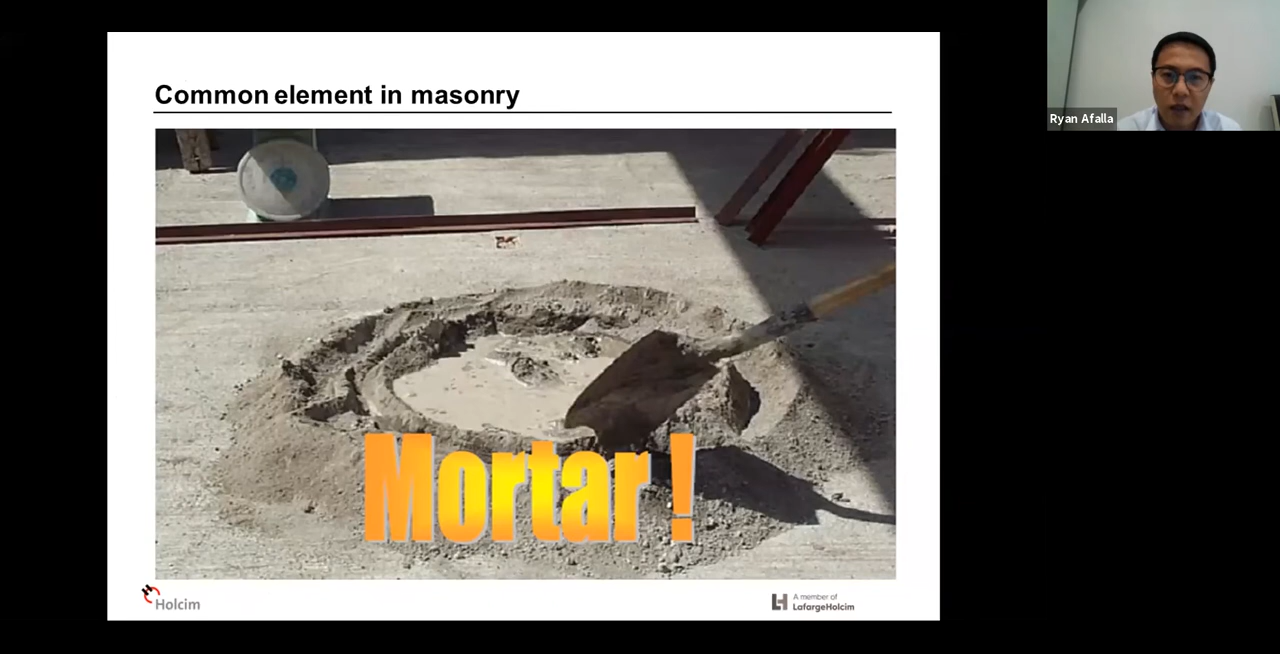 Common element in masonry
Ryan Afalla
Mortar !
Holcim
A member of
LafargeHolcim